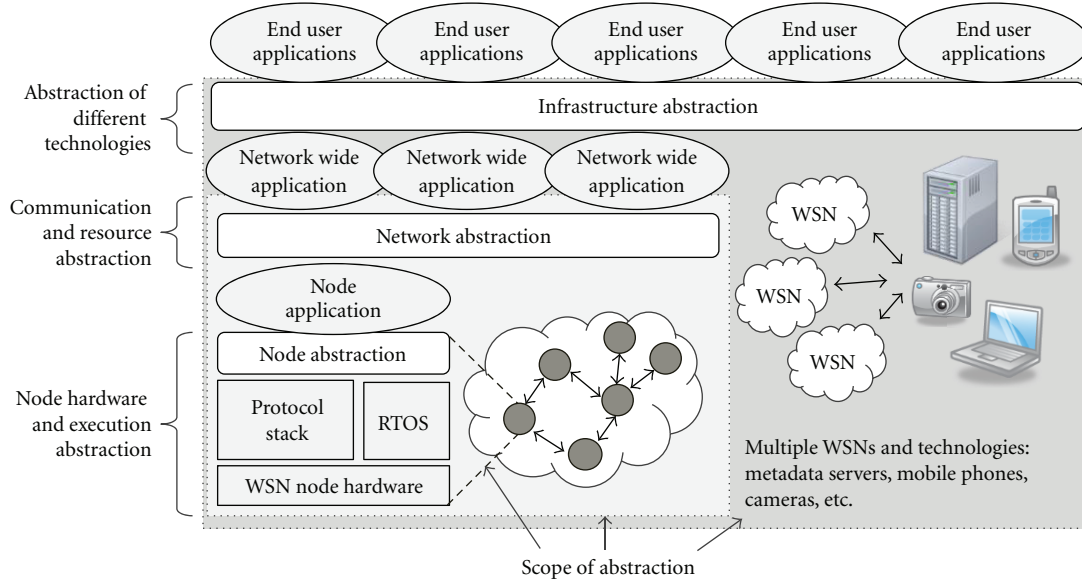 End user
applications
End user
applications
End user
applications
End user
applications
End user
applications
Abstraction of
different
technologies
Infrastructure abstraction
Network wide
application
Network wide
application
Network wide
application
Communication
and resource
abstraction
Network abstraction
WSN
WSN
WSN
Node
application
Node hardware
and execution
abstraction
Node abstraction
Protocol
stack
RTOS
WSN node hardware
Multiple WSNs and technologies:
metadata servers, mobile phones,
cameras, etc.
Scope of abstraction